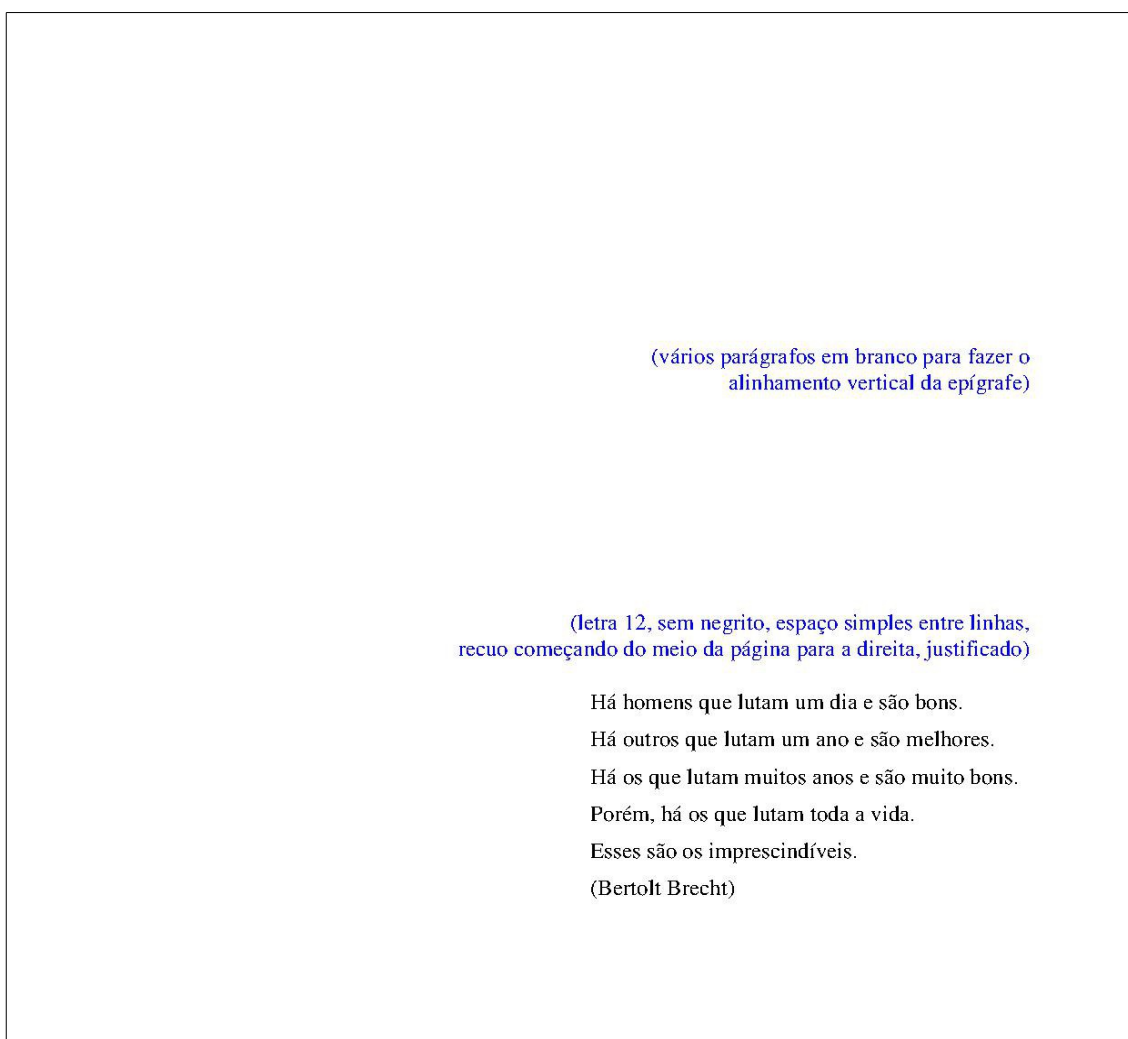 (vários parágrafos em branco para fazer o
alinhamento vertical da epígrafe)
(letra 12, sem negrito, espaço simples entre linhas,
recuo começando do meio da página para a direita, justificado)
Há homens que lutam um dia e são bons.
Há outros que lutam um ano e são melhores.
Há os que lutam muitos anos e são muito bons.
Porém, há os que lutam toda a vida.
Esses são os imprescindíveis.
(Bertolt Brecht)